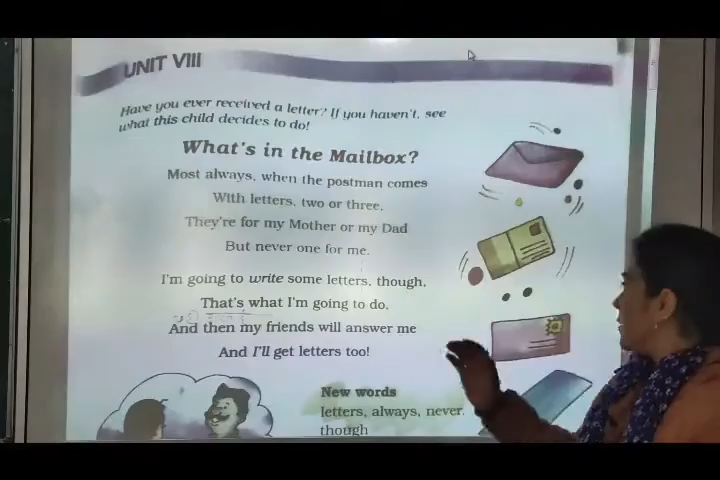 UNIT VIII
Have you ever received a letter? If you haven't, see
what this child decides to do!
What's in the Mailbox?
Most always, when the postman comes
With letters, two or three,
They're for my Mother or my Dad
But never one for me.
I'm going to write some letters, though,
That's what I'm going to do,
And then my friends will answer me
And I'll get letters too!
New words
letters, always, never,
though